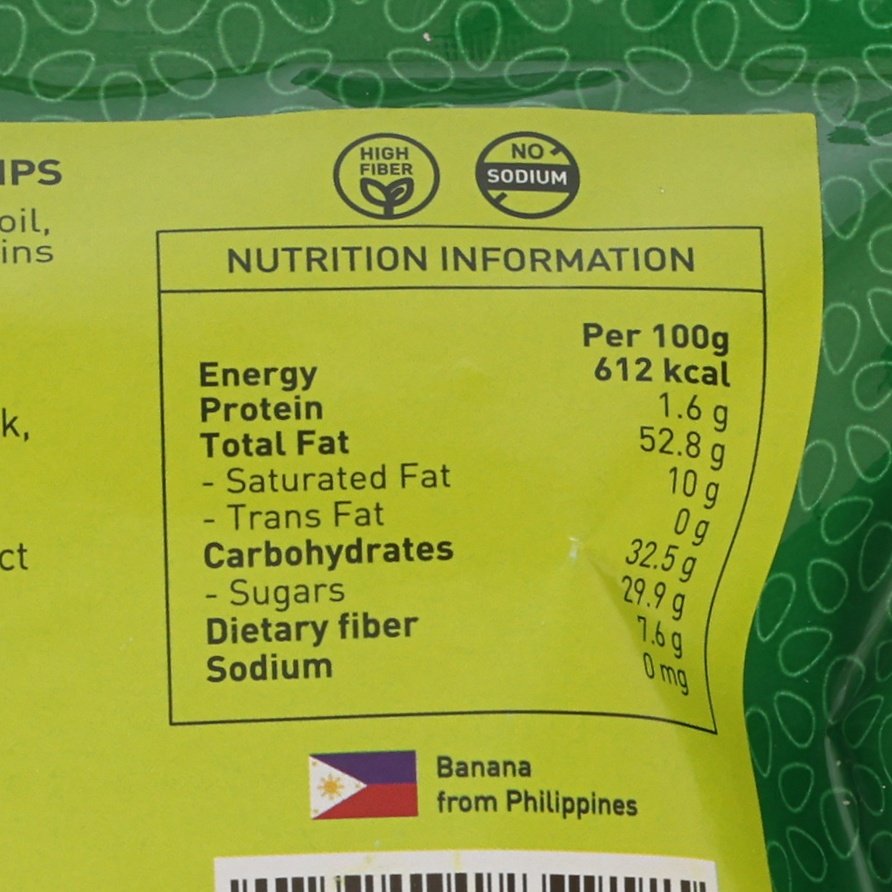 IPS
oil,
ins
k,
ct
HIGH
FIBER
NO
SODIUM
NUTRITION INFORMATION
Per 100g
Energy 612 kcal
Protein 1.6 g
Total Fat 52.8 g
- Saturated Fat 10 g
- Trans Fat 0 g
Carbohydrates 32.5 g
- Sugars 29.9 g
Dietary fiber 7.6 g
Sodium 0 mg
Banana
from Philippines